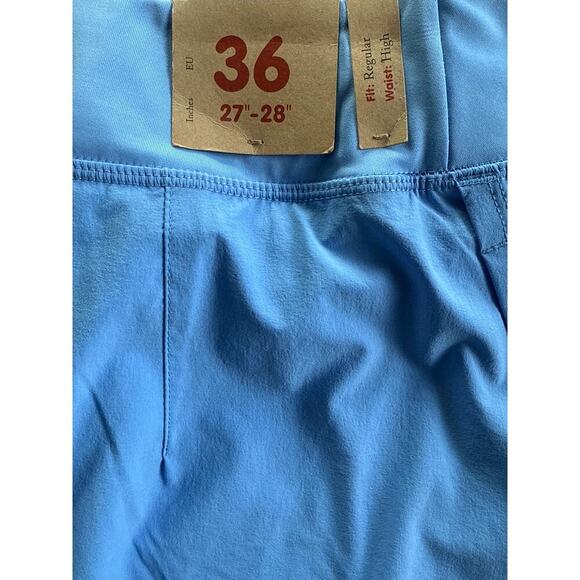 EU
36
Inches
27"-28"
Fit: Regular
Waist: High